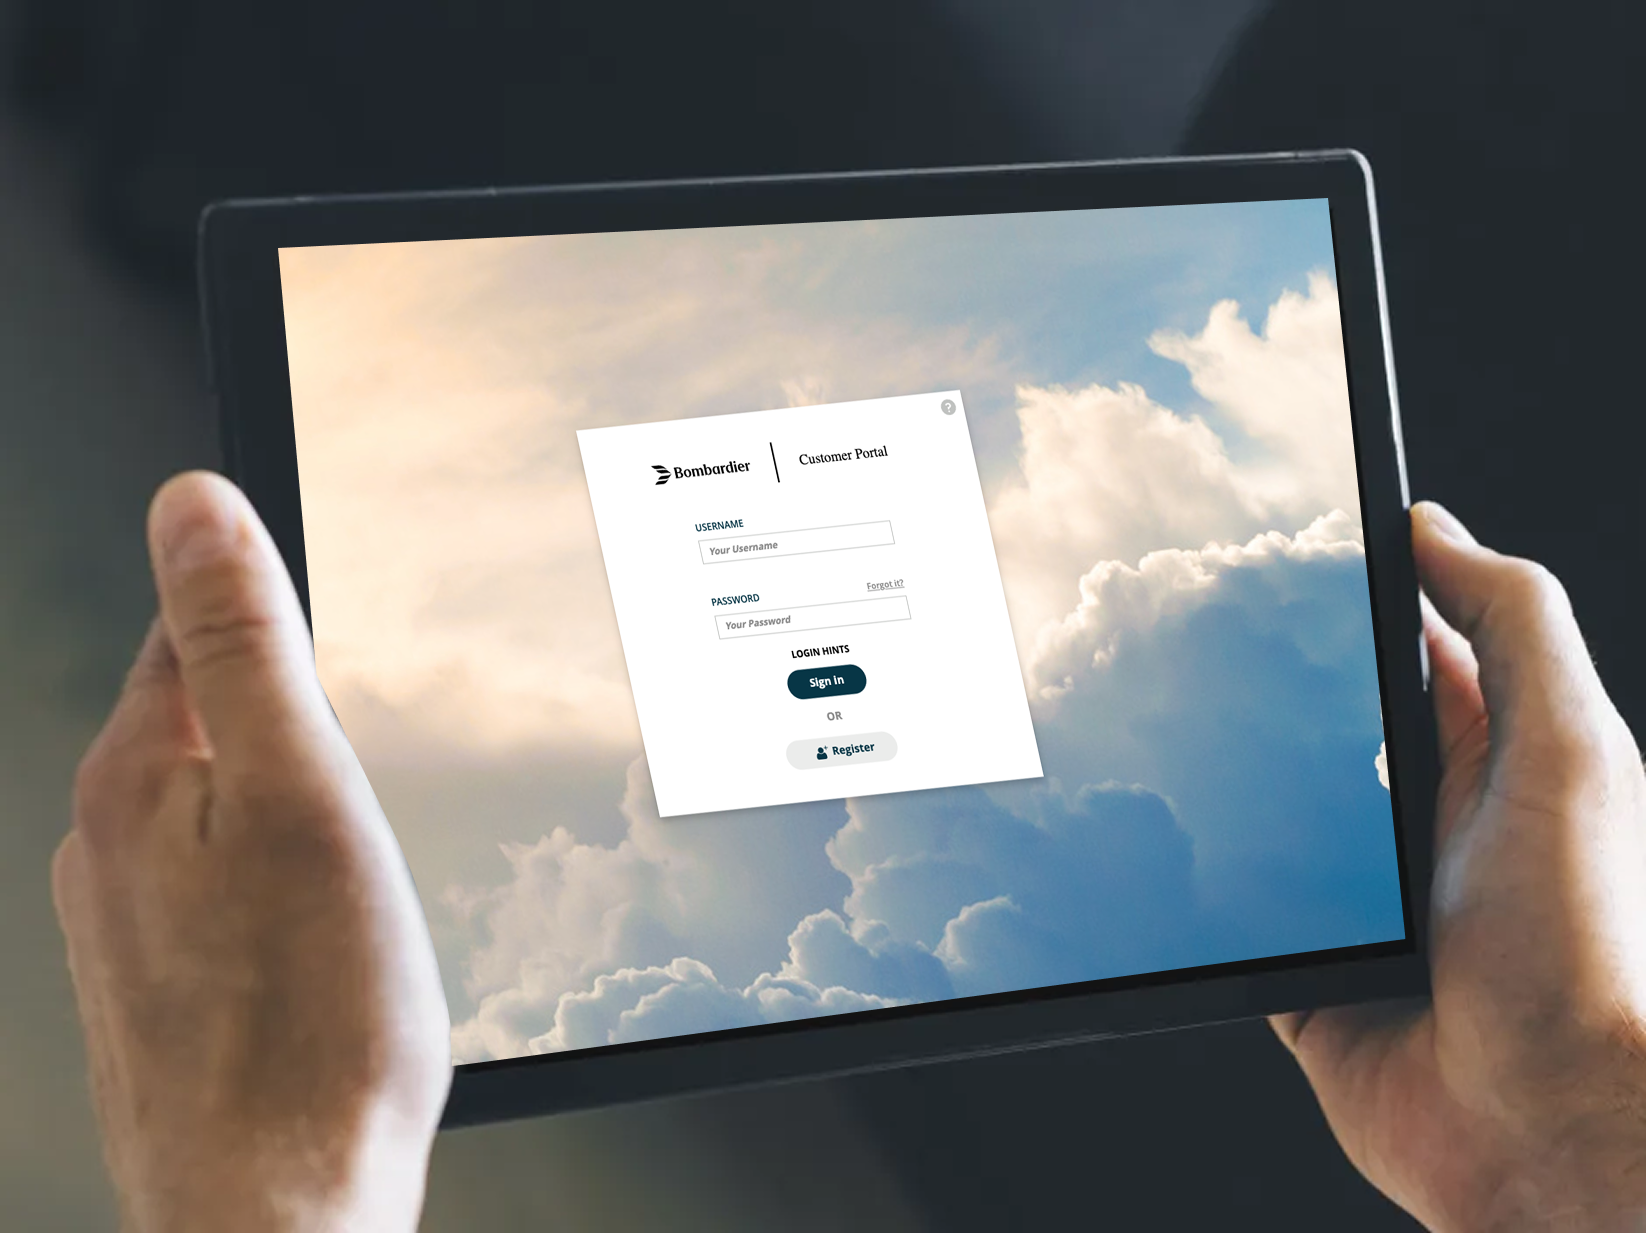 ?
Bombardier | Customer Portal
USERNAME
Your Username
Forgot it?
PASSWORD
Your Password
LOGIN HINTS
Sign in
OR
Register